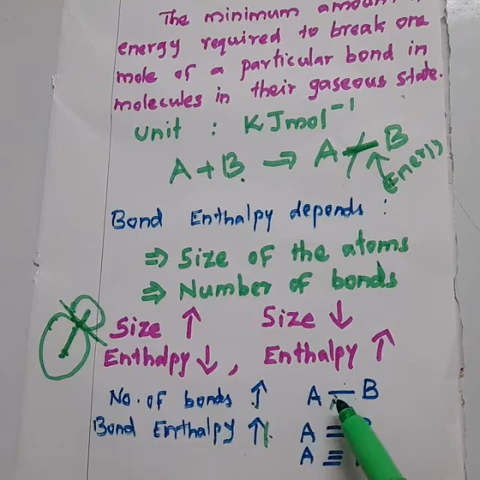 The minimum amount
energy required to break one
mole of a particular bond in
molecules in their gaseous state.
Unit : KJmol⁻¹
A + B ⇒ A — B
Energy
Bond Enthalpy depends :
⇒ Size of the atoms
⇒ Number of bonds
Size ↑ Size ↓
Enthalpy ↓ , Enthalpy ↑
No. of bonds ↑ A — B
Bond Enthalpy ↑ A =
A ≡